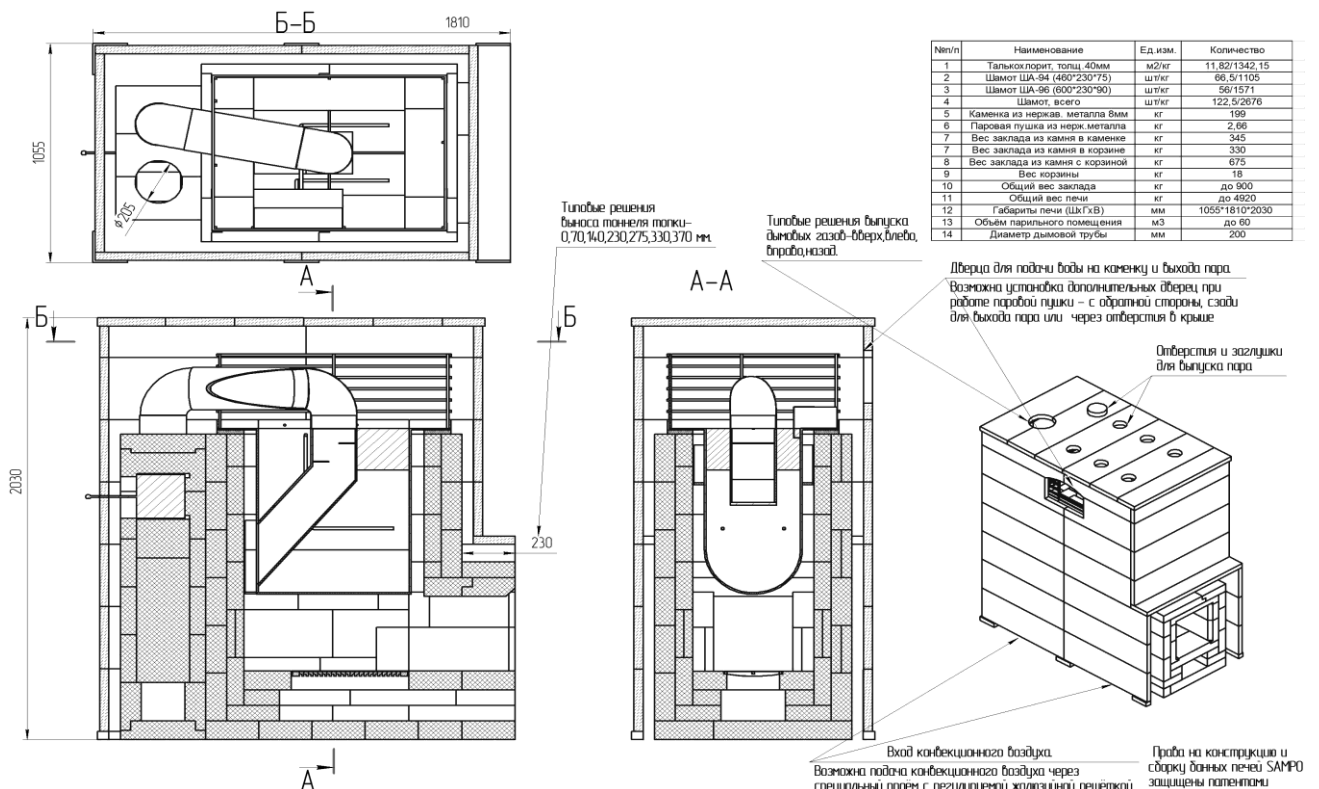 Б–Б
1810
1055
ø205
А
Типовые решения
выноса тоннеля топки–
0,70,140,230,275,330,370 мм.
Типовые решения выпуска
дымовых газов–вверх,влево,
вправо,назад.
№п/п Наименование Ед.изм. Количество
1 Талькохлорит, толщ.40мм м2/кг 11,82/1342,15
2 Шамот ША-94 (460*230*75) шт/кг 66,5/1105
3 Шамот ША-96 (600*230*90) шт/кг 56/1571
4 Шамот, всего шт/кг 122,5/2676
5 Каменка из нержав. металла 8мм кг 199
6 Паровая пушка из нерж.металла кг 2,66
7 Вес заклада из камня в каменке кг 345
7 Вес заклада из камня в корзине кг 330
8 Вес заклада из камня с корзиной кг 675
9 Вес корзины кг 18
10 Общий вес заклада кг до 900
11 Общий вес печи кг до 4920
12 Габариты печи (ШхГхВ) мм 1055*1810*2030
13 Объём парильного помещения м3 до 60
14 Диаметр дымовой трубы мм 200
Дверца для подачи воды на каменку и выхода пара.
Возможна установка дополнительных дверец при
работе паровой пушки – с обратной стороны, сзади
для выхода пара или через отверстия в крыше
А–А
Б
Б
Отверстия и заглушки
для выпуска пара
2030
230
А
Вход конвекционного воздуха.
Возможна подача конвекционного воздуха через
специальный проём с регулируемой жалюзийной решёткой
Права на конструкцию и
сборку банных печей SAMPO
защищены патентами